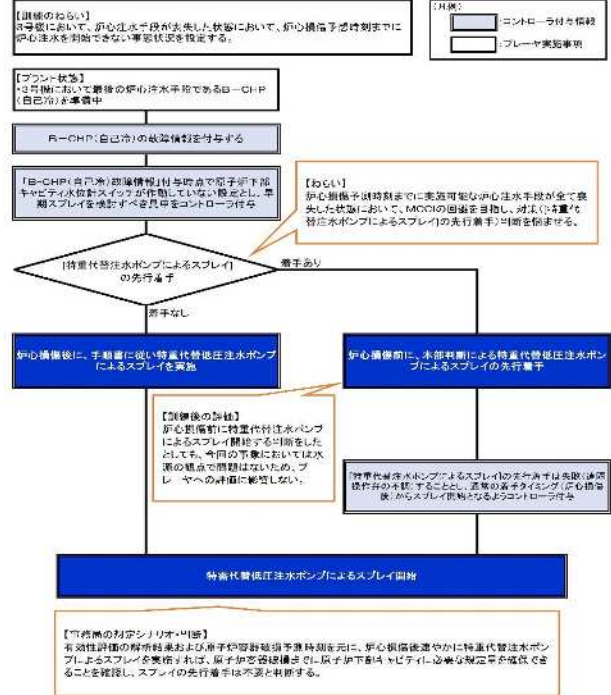 【訓練のねらい】
3号機において、炉心注水手段が喪失した状態において、炉心損傷予想時刻までに
炉心注水を開始できない事態状況を設定する。
(凡例)
:コントローラ付与情報
:プレーヤ実施事項
【プラント状態】
・3号機において最後の炉心注水手段であるB-CHP
(自己冷)を準備中
B-CHP(自己冷)の故障情報を付与する
「B-CHP(自己冷)故障情報」付与時点で原子炉下部
キャビティ水位計スイッチが作動していない設定とし、早
期スプレイを検討すべき状況をコントローラ付与
【ねらい】
炉心損傷予測時刻までに実施可能な炉心注水手段が全て喪
失した状態において、MCCIの回避を目指し、対策([特重代
替注水ポンプによるスプレイ]の先行着手)判断を悩ませる。
[特重代替注水ポンプによるスプレイ]
の先行着手
着手あり
着手なし
炉心損傷後に、手順書に従い特重代替低圧注水ポンプ
によるスプレイを実施
炉心損傷前に、本部判断による特重代替低圧注水ポン
プによるスプレイの先行着手
【訓練後の評価】
炉心損傷前に特重代替注水ポンプ
によるスプレイ開始する判断をした
としても、今回の事象においては水
源の観点で問題はないため、プ
レーヤへの評価に影響しない。
[特重代替注水ポンプによるスプレイ]の先行着手は失敗(遠隔
操作弁の不調)することとし、通常の着手タイミング(炉心損傷
後)からスプレイ開始となるようコントローラ付与
特重代替低圧注水ポンプによるスプレイ開始
【事務局の想定シナリオ・判断】
有効性評価の解析結果および原子炉容器破損予測時刻を元に、炉心損傷後速やかに特重代替注水ポン
プによるスプレイを実施すれば、原子炉容器破損までに原子炉下部キャビティに必要な規定量を確保でき
ることを確認し、スプレイの先行着手は不要と判断する。